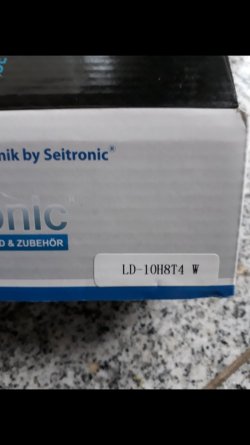 nik by Seitronic®
onic
D & ZUBEHÖR
LD-10H8T4 W